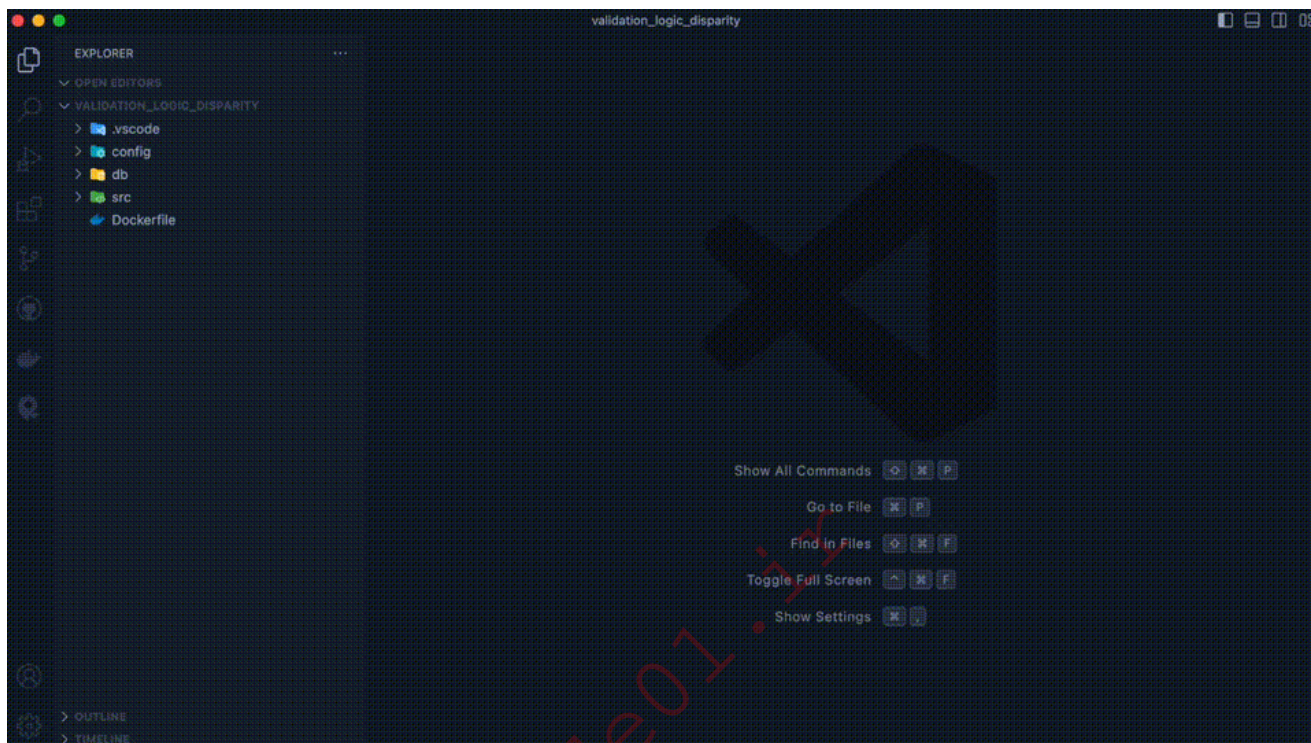 validation_logic_disparity
EXPLORER
OPEN EDITORS
VALIDATION_LOGIC_DISPARITY
.vscode
config
db
src
Dockerfile
Show All Commands ⇧ ⌘ P
Go to File ⌘ P
Find in Files ⇧ ⌘ F
Toggle Full Screen ^ ⌘ F
Show Settings ⌘ ,
OUTLINE
TIMELINE